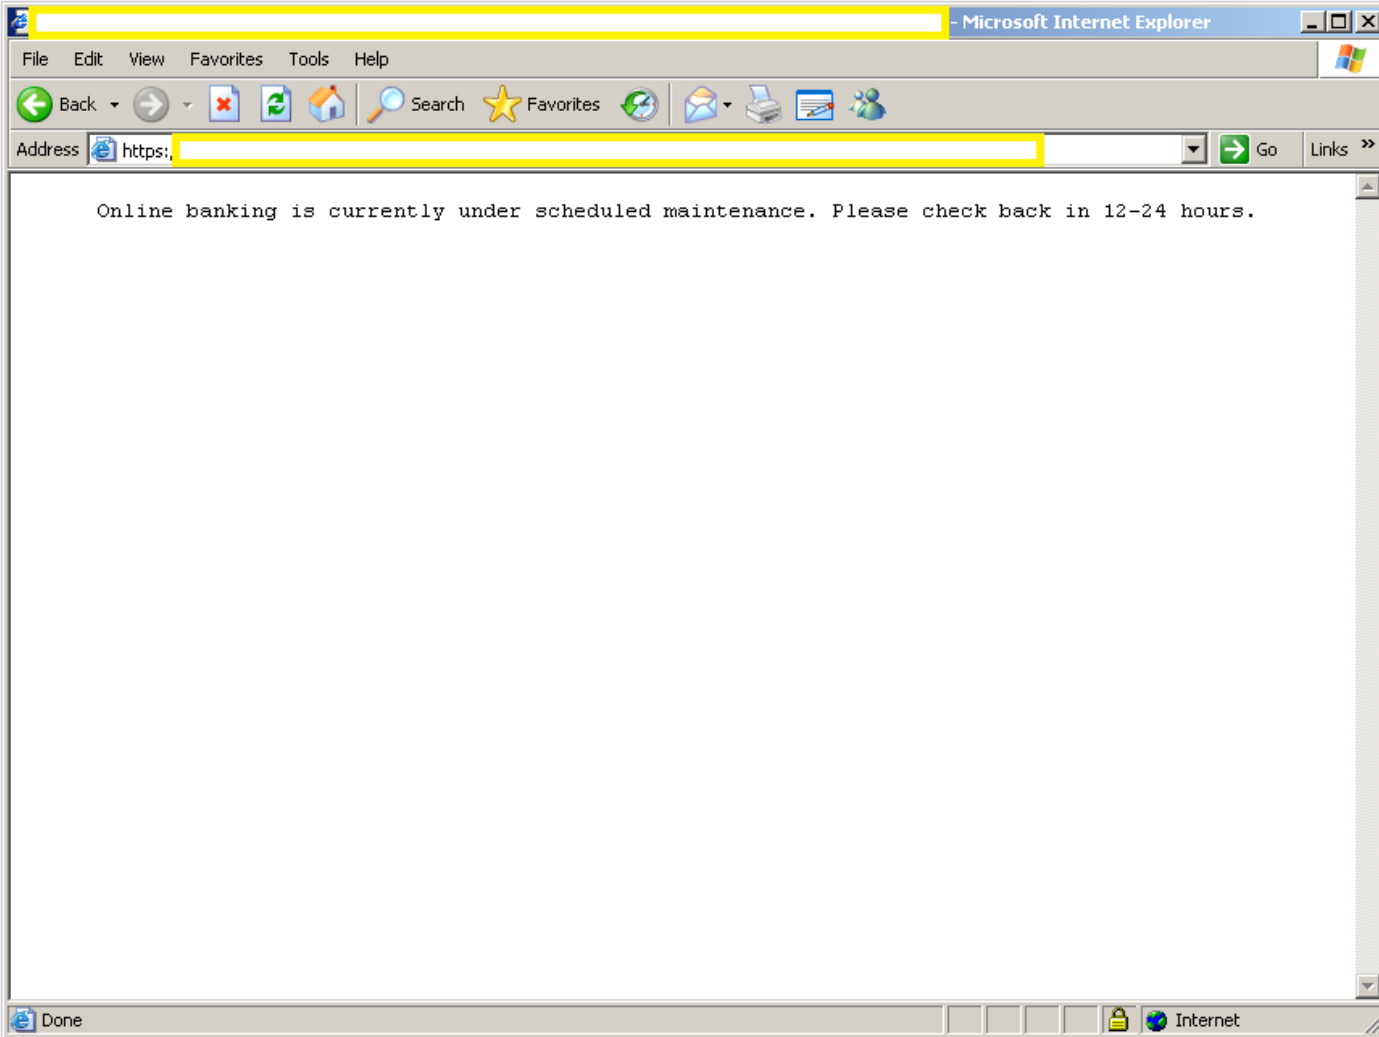 - Microsoft Internet Explorer
File Edit View Favorites Tools Help
Back Search Favorites
Address https: Go Links »
Online banking is currently under scheduled maintenance. Please check back in 12-24 hours.
Done Internet